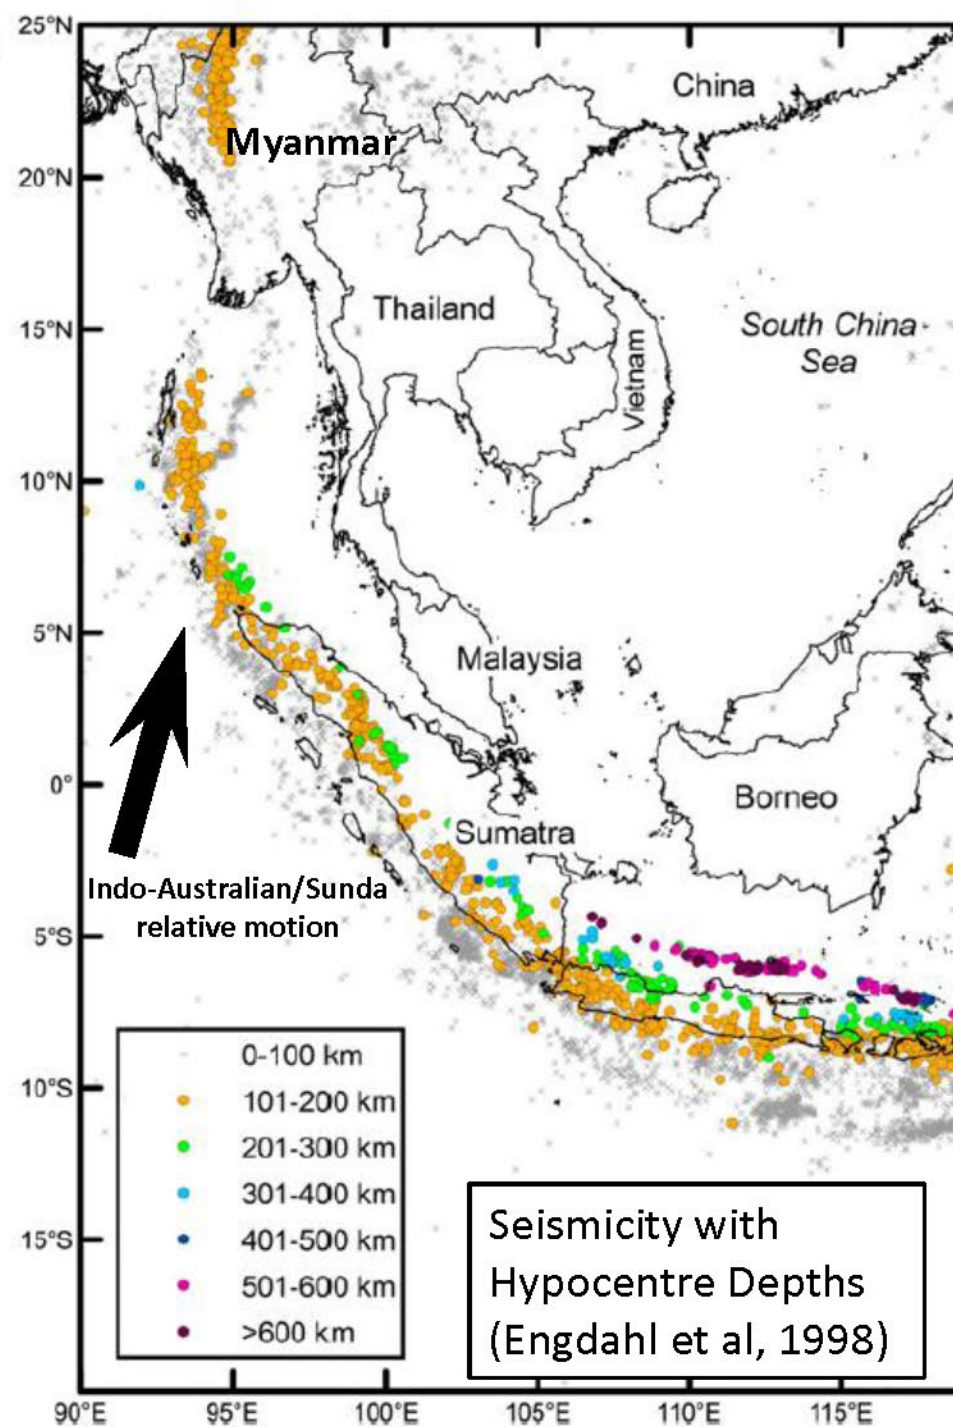 25°N
20°N
15°N
10°N
5°N
0°
5°S
10°S
15°S
90°E
95°E
100°E
105°E
110°E
115°E
China
Myanmar
Thailand
Vietnam
South China
Sea
Malaysia
Borneo
Sumatra
Indo-Australian/Sunda
relative motion
0-100 km
101-200 km
201-300 km
301-400 km
401-500 km
501-600 km
>600 km
Seismicity with
Hypocentre Depths
(Engdahl et al, 1998)